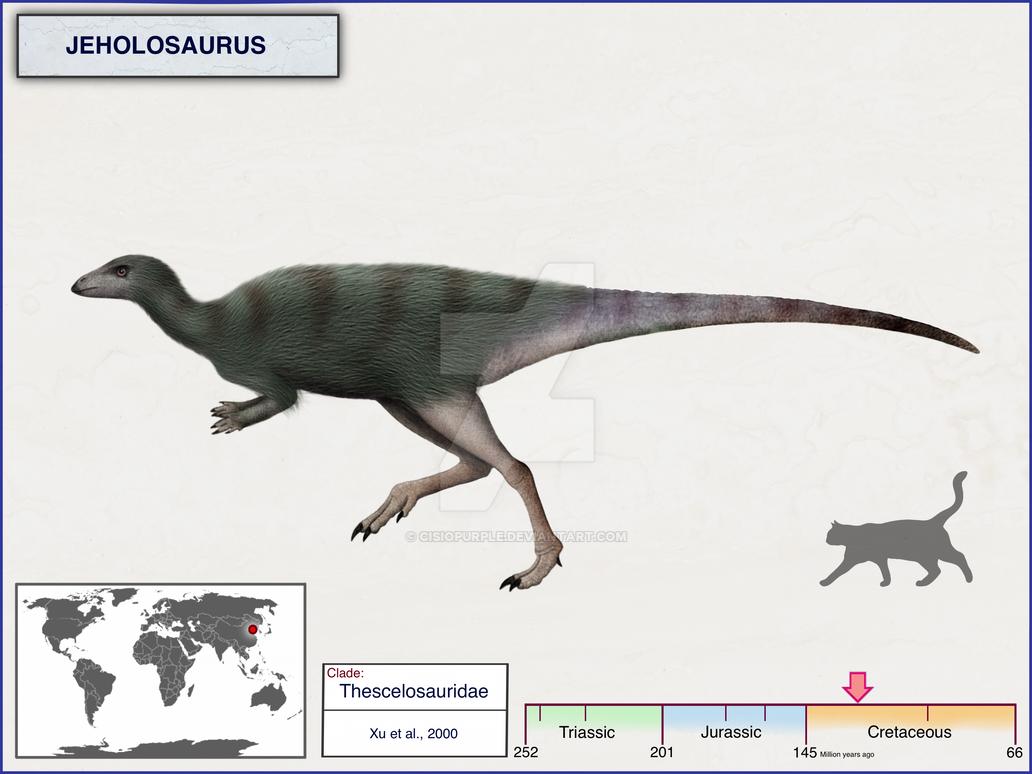 JEHOLOSAURUS
© CISIOPURPLE.DEVIANTART.COM
Clade:
Thescelosauridae
Xu et al., 2000
Triassic
Jurassic
Cretaceous
252
201
145 Million years ago
66